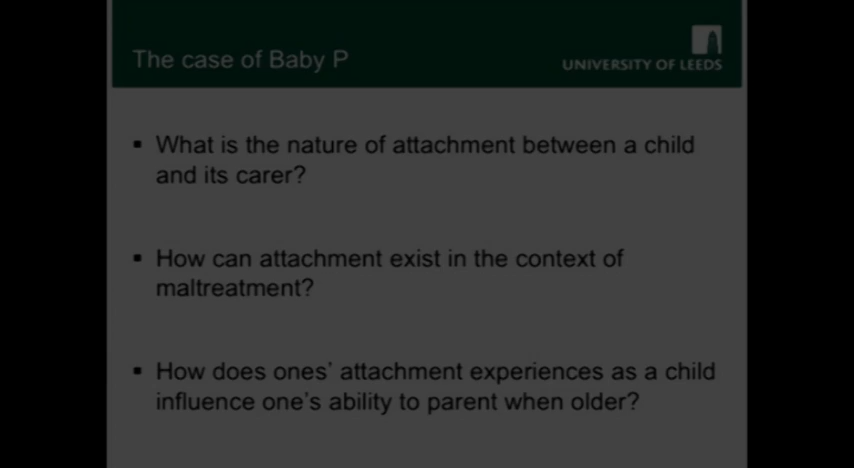 The case of Baby P
UNIVERSITY OF LEEDS
▪ What is the nature of attachment between a child
and its carer?
▪ How can attachment exist in the context of
maltreatment?
▪ How does ones’ attachment experiences as a child
influence one’s ability to parent when older?